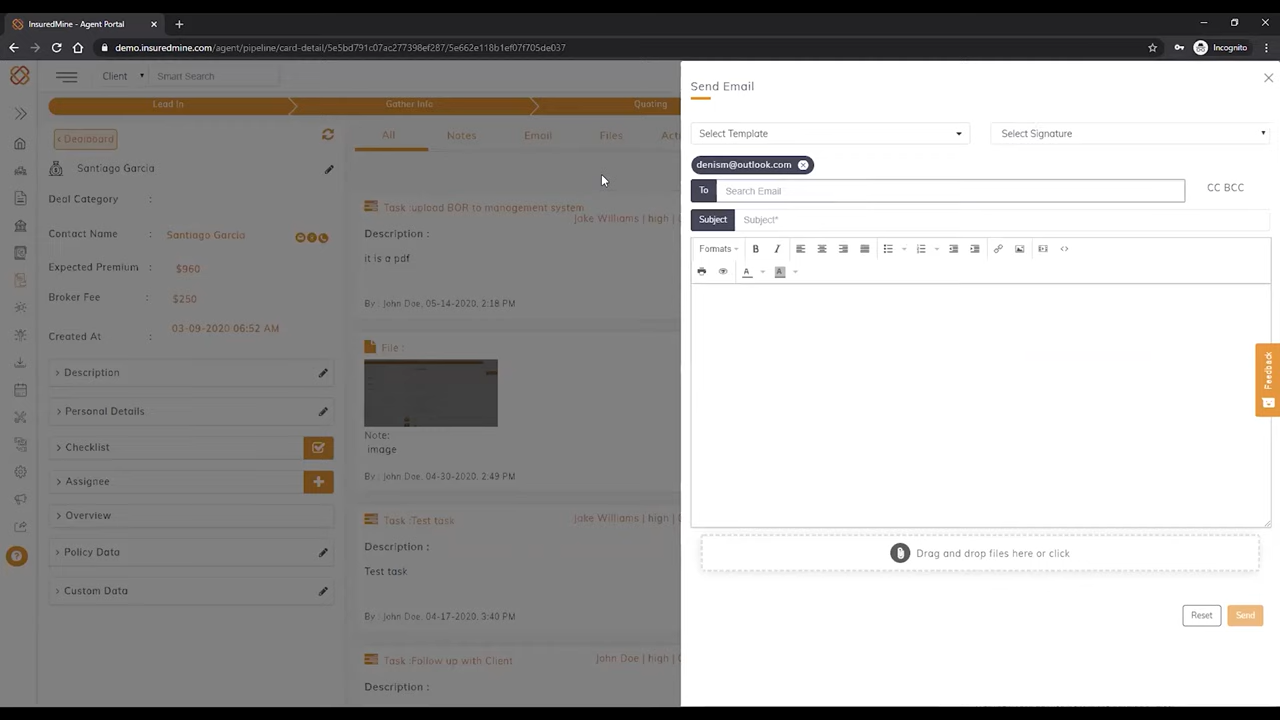 InsuredMine - Agent Portal
demo.insuredmine.com/agent/pipeline/card-detail/5e5bd791c07ac277398ef287/5e662e118b1ef07f705de037
Incognito
Client
Smart Search
Lead In
Gather Info
Quoting
< Dealboard
Santiago Garcia
Deal Category :
Contact Name : Santiago Garcia
Expected Premium : $960
Broker Fee : $250
Created At : 03-09-2020 06:52 AM
Description
Personal Details
Checklist
Assignee
Overview
Policy Data
Custom Data
All
Notes
Email
Files
Task :upload BOR to management system
Jake Williams | high |
Description :
it is a pdf
By : John Doe, 05-14-2020, 2:18 PM
File :
Note:
image
By : John Doe, 04-30-2020, 2:49 PM
Task :Test task
Jake Williams | high |
Description :
Test task
By : John Doe, 04-17-2020, 3:49 PM
Task :Follow up with Client
John Doe | high |
Description :
Send Email
Select Template
Select Signature
denism@outlook.com
To
Search Email
CC BCC
Subject
Subject*
Formats
B
I
A
A
Drag and drop files here or click
Reset
Send
Feedback